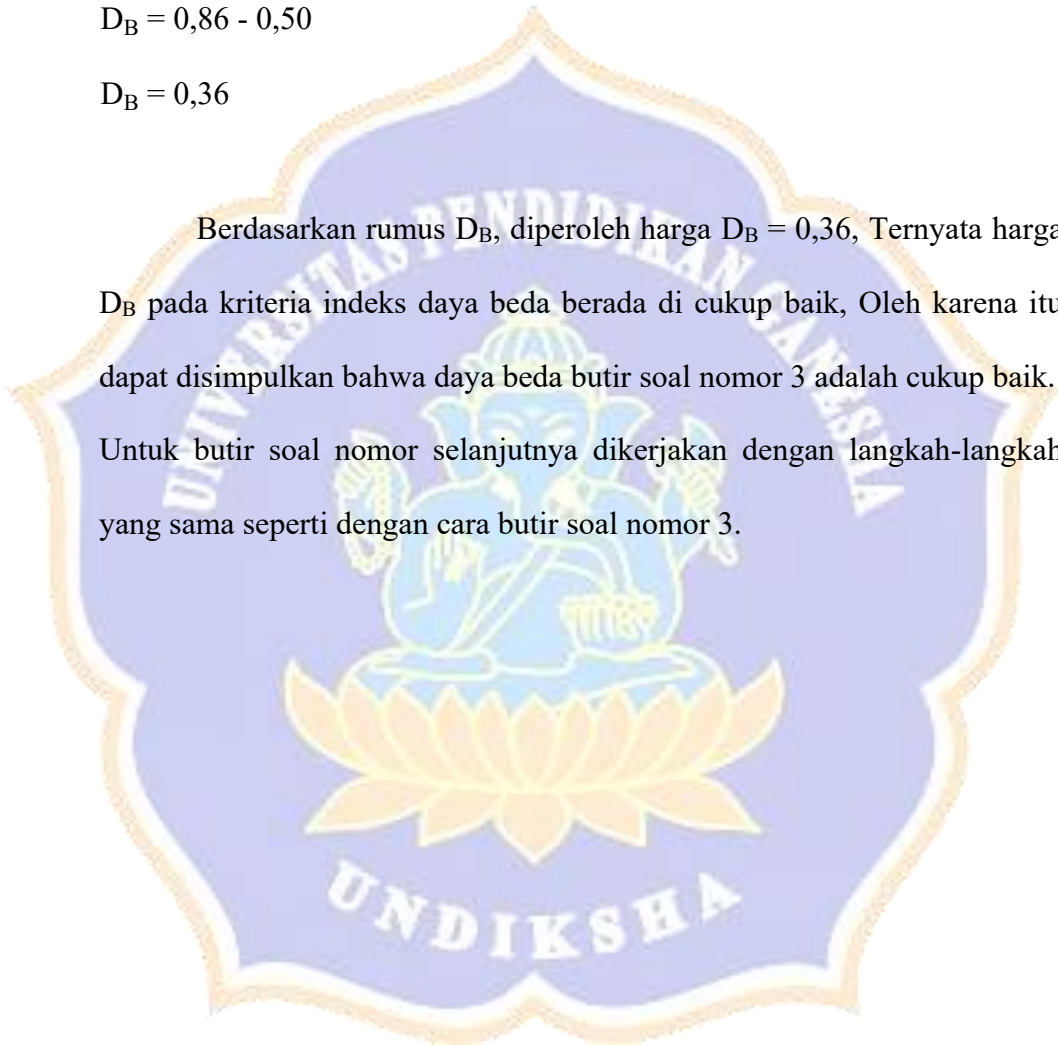 D_B = 0,86 - 0,50
D_B = 0,36
Berdasarkan rumus D_B, diperoleh harga D_B = 0,36, Ternyata harga
D_B pada kriteria indeks daya beda berada di cukup baik, Oleh karena itu
dapat disimpulkan bahwa daya beda butir soal nomor 3 adalah cukup baik.
Untuk butir soal nomor selanjutnya dikerjakan dengan langkah-langkah
yang sama seperti dengan cara butir soal nomor 3.
UNIVERSITAS PENDIDIKAN GANESHA
UNDIKSHA